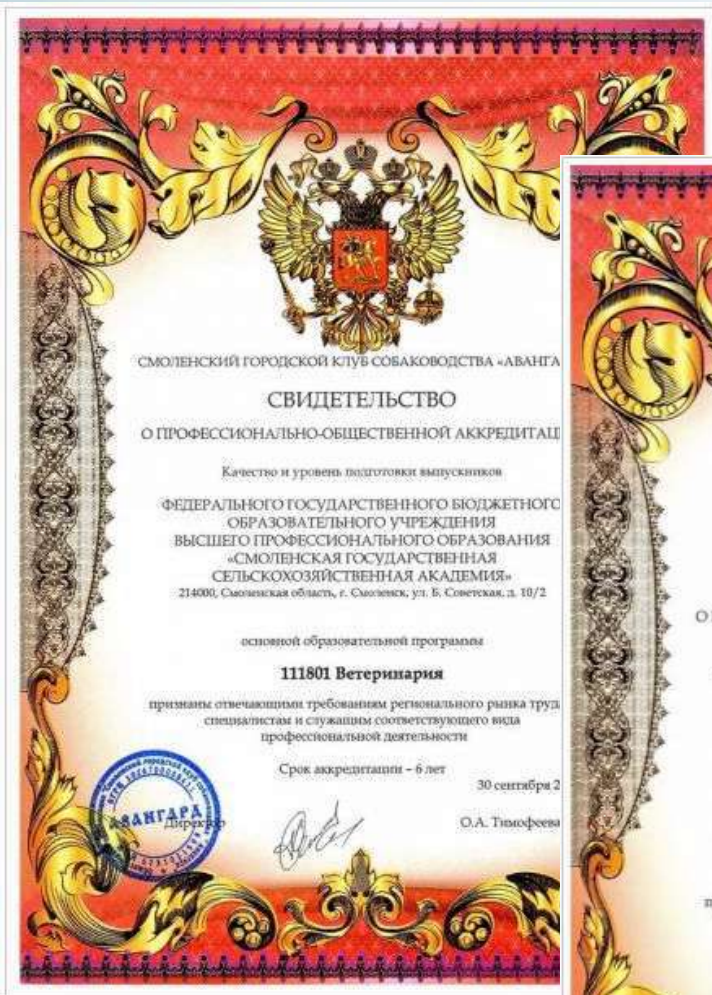 СМОЛЕНСКИЙ ГОРОДСКОЙ КЛУБ СОБАКОВОДСТВА «АВАНГА
СВИДЕТЕЛЬСТВО
О ПРОФЕССИОНАЛЬНО-ОБЩЕСТВЕННОЙ АККРЕДИТАЦ
Качество и уровень подготовки выпускников
ФЕДЕРАЛЬНОГО ГОСУДАРСТВЕННОГО БЮДЖЕТНОГО
ОБРАЗОВАТЕЛЬНОГО УЧРЕЖДЕНИЯ
ВЫСШЕГО ПРОФЕССИОНАЛЬНОГО ОБРАЗОВАНИЯ
«СМОЛЕНСКАЯ ГОСУДАРСТВЕННАЯ
СЕЛЬСКОХОЗЯЙСТВЕННАЯ АКАДЕМИЯ»
214000, Смоленская область, г. Смоленск, ул. Б. Советская, д. 10/2
основной образовательной программы
111801 Ветеринария
признаны отвечающими требованиям регионального рынка труда
специалистам и служащим соответствующего вида
профессиональной деятельности
Срок аккредитации – 6 лет
30 сентября 2
Директор
О.А. Тимофеева
АВАНГАРД
О
п